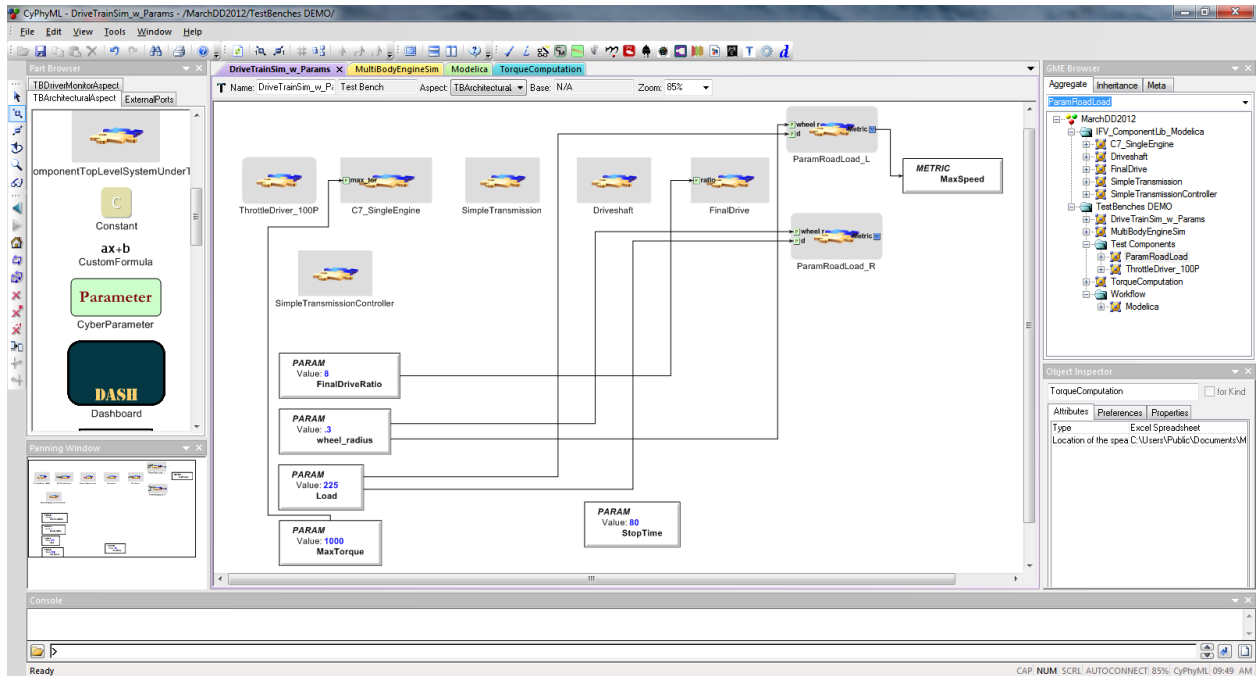 CyPhyML - DriveTrainSim_w_Params - /MarchDD2012/TestBenches DEMO/
File Edit View Tools Window Help
Part Browser
TBDriverMonitorAspect
TBArchitecturalAspect ExternalPorts
omponentTopLevelSystemUnderT
C
Constant
ax+b
CustomFormula
Parameter
CyberParameter
DASH
Dashboard
Panning Window
DriveTrainSim_w_Params x MultiBodyEngineSim Modelica TorqueComputation
Name: DriveTrainSim_w_P Test Bench Aspect: TBArchitectural Base: N/A Zoom: 85%
wheel r
d
Metric
ParamRoadLoad_L
METRIC
MaxSpeed
ThrottleDriver_100P
max_tor
C7_SingleEngine
SimpleTransmission
Driveshaft
ratio
FinalDrive
wheel r
d
Metric
ParamRoadLoad_R
SimpleTransmissionController
PARAM
Value: 8
FinalDriveRatio
PARAM
Value: .3
wheel_radius
PARAM
Value: 225
Load
PARAM
Value: 1000
MaxTorque
PARAM
Value: 80
StopTime
GME Browser
Aggregate Inheritance Meta
ParamRoadLoad
MarchDD2012
IFV_ComponentLib_Modelica
C7_SingleEngine
Driveshaft
FinalDrive
SimpleTransmission
SimpleTransmissionController
TestBenches DEMO
DriveTrainSim_w_Params
MultiBodyEngineSim
Test Components
ParamRoadLoad
ThrottleDriver_100P
TorqueComputation
Workflow
Modelica
Object Inspector
TorqueComputation for Kind
Attributes Preferences Properties
Type Excel Spreadsheet
Location of the spea C:\Users\Public\Documents\M
Console
>
Ready CAP NUM SCRL AUTOCONNECT 85% CyPhyML 09:49 AM